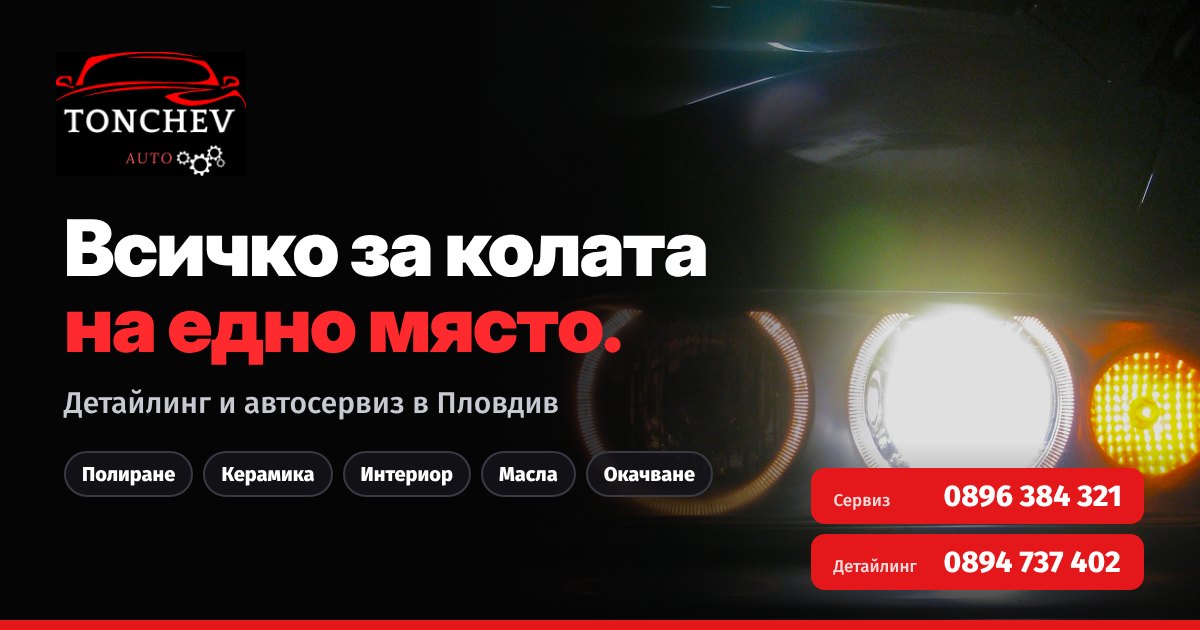 TONCHEV
AUTO
Всичко за колата
на едно място.
Детайлинг и автосервиз в Пловдив
Полиране Керамика Интериор Масла Окачване
Сервиз 0896 384 321
Детайлинг 0894 737 402